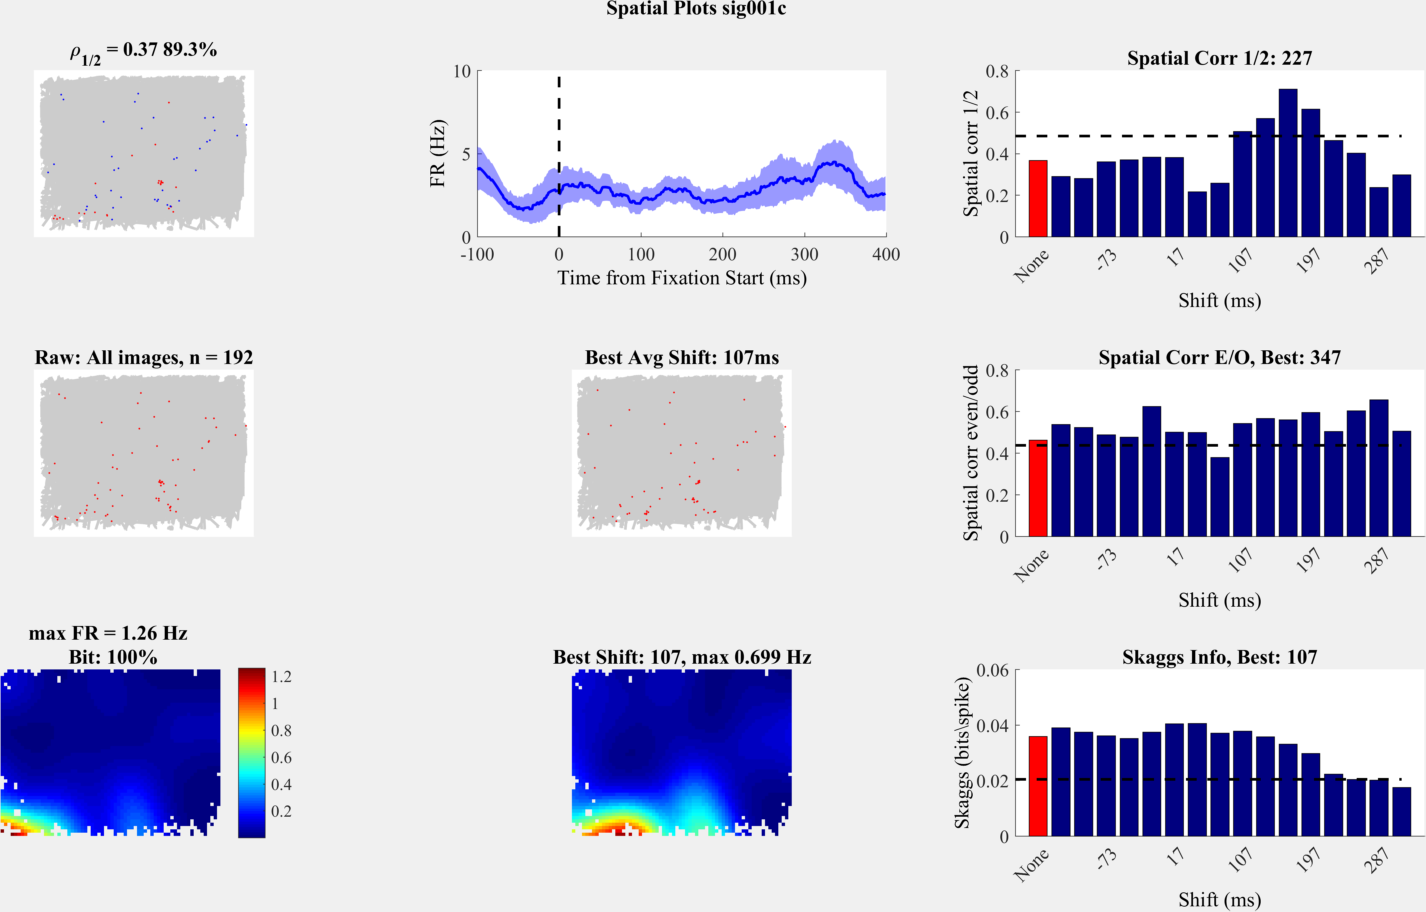 Spatial Plots sig001c
ρ1/2 = 0.37 89.3%
10
5
0
FR (Hz)
-100 0 100 200 300 400
Time from Fixation Start (ms)
Spatial Corr 1/2: 227
0.8
0.6
0.4
0.2
0
Spatial corr 1/2
None -73 17 107 197 287
Shift (ms)
Raw: All images, n = 192
Best Avg Shift: 107ms
Spatial Corr E/O, Best: 347
0.8
0.6
0.4
0.2
0
Spatial corr even/odd
None -73 17 107 197 287
Shift (ms)
max FR = 1.26 Hz
Bit: 100%
1.2
1
0.8
0.6
0.4
0.2
Best Shift: 107, max 0.699 Hz
Skaggs Info, Best: 107
0.06
0.04
0.02
0
Skaggs (bits\spike)
None -73 17 107 197 287
Shift (ms)